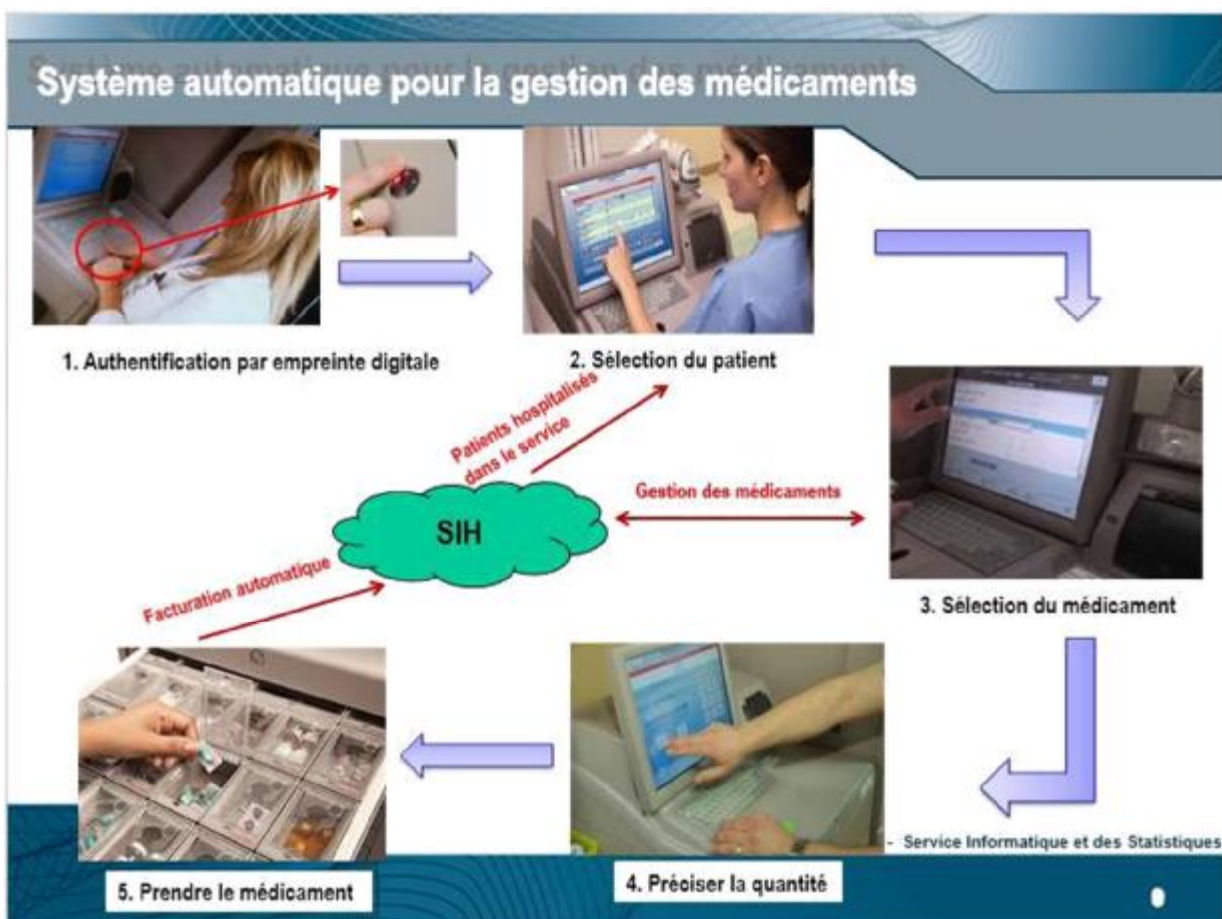 Système automatique pour la gestion des médicaments
1. Authentification par empreinte digitale
2. Sélection du patient
Patients hospitalisés
dans le service
Gestion des médicaments
SIH
Facturation automatique
3. Sélection du médicament
- Service Informatique et des Statistiques
4. Préciser la quantité
5. Prendre le médicament